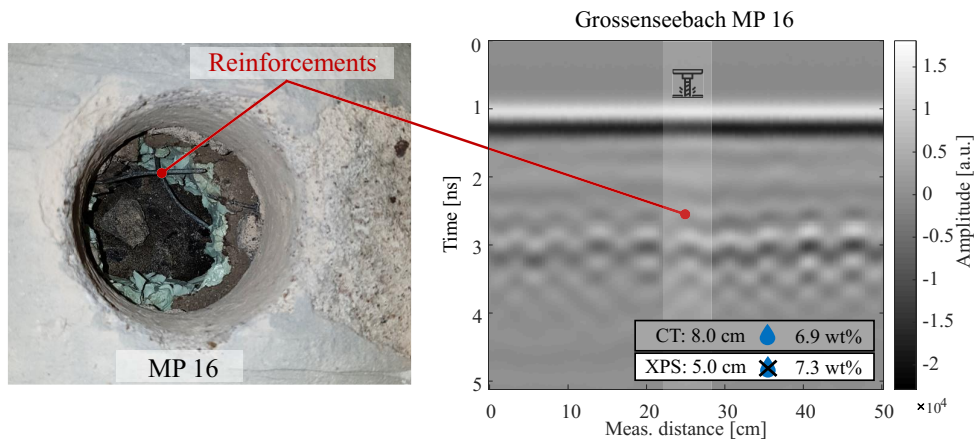 Grossenseebach MP 16
Reinforcements
MP 16
Time [ns]
0
1
2
3
4
5
CT: 8.0 cm 6.9 wt%
XPS: 5.0 cm 7.3 wt%
0 10 20 30 40 50
Meas. distance [cm]
1.5
1
0.5
0
-0.5
-1
-1.5
-2
×10⁴
Amplitude [a.u.]